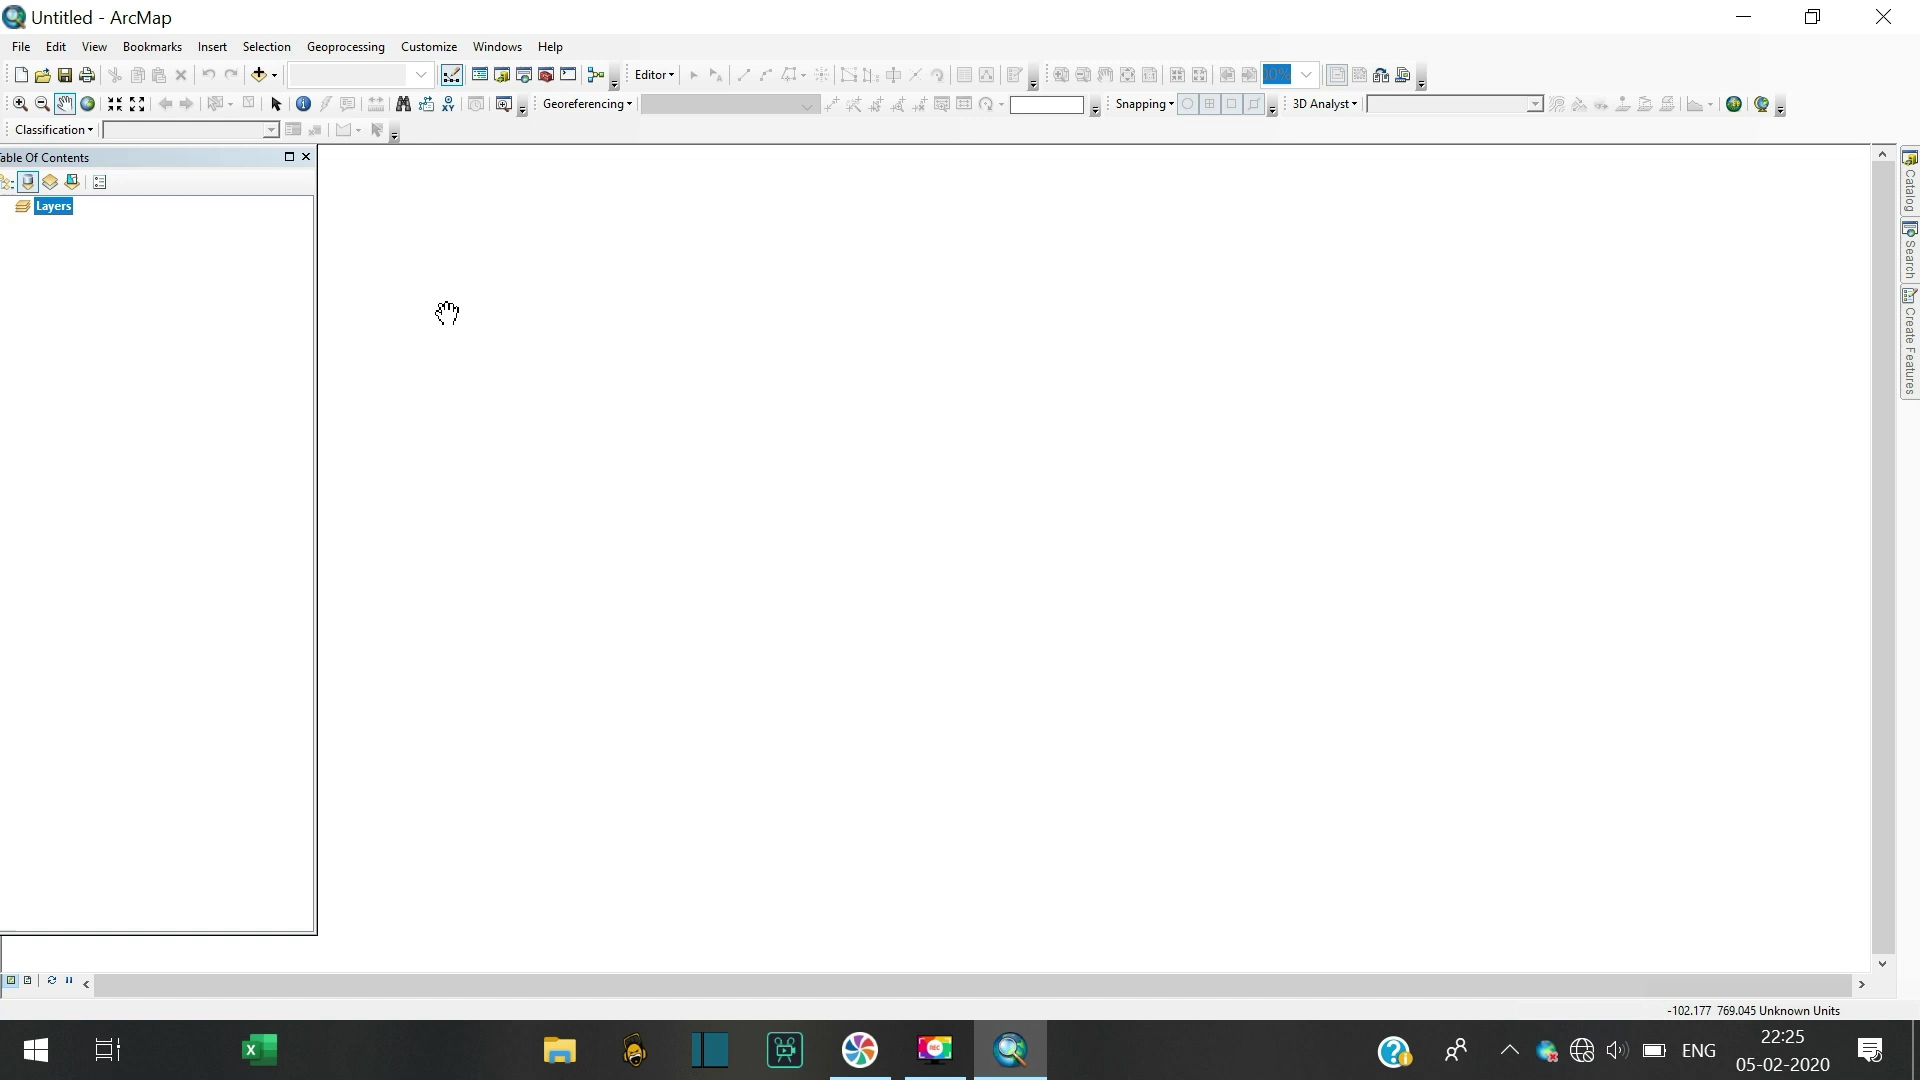 Untitled - ArcMap
File Edit View Bookmarks Insert Selection Geoprocessing Customize Windows Help
Editor
Georeferencing Snapping 3D Analyst
Classification
able Of Contents
Layers
Catalog
Search
Create Features
-102.177 769.045 Unknown Units
ENG
22:25
05-02-2020